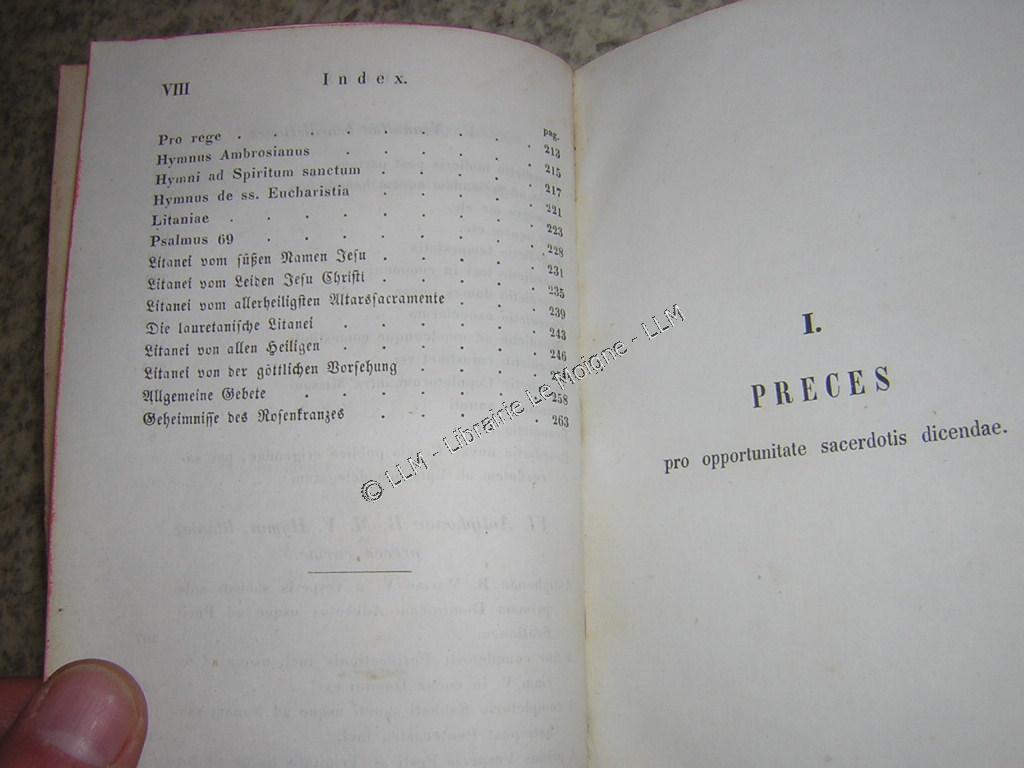 VIII Index.
pag.
Pro rege . . . . . . . . 213
Hymnus Ambrosianus . . . . . . 215
Hymni ad Spiritum sanctum . . . . . 217
Hymnus de ss. Eucharistia . . . . . 221
Litaniae . . . . . . . . . 223
Psalmus 69 . . . . . . . . 228
Litanei vom süßen Namen Jesu . . . . . 231
Litanei vom Leiden Jesu Christi . . . . . 235
Litanei vom allerheiligsten Altarssacramente . . . 239
Die lauretanische Litanei . . . . . . 243
Litanei von allen Heiligen . . . . . 246
Litanei von der göttlichen Vorsehung . . . .
Allgemeine Gebete . . . . . . . 258
Geheimnisse des Rosenkranzes . . . . . 263
I.
PRECES
pro opportunitate sacerdotis dicendae.
© LLM - Librairie Le Moigne - LLM